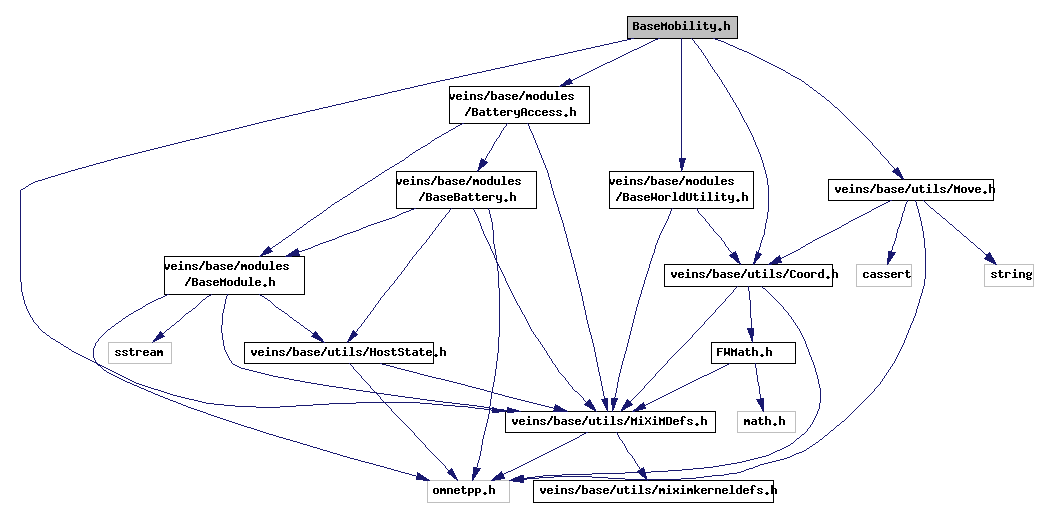 BaseMobility.h
veins/base/modules
/BatteryAccess.h
veins/base/modules
/BaseBattery.h
veins/base/modules
/BaseWorldUtility.h
veins/base/utils/Move.h
veins/base/modules
/BaseModule.h
veins/base/utils/Coord.h
cassert
string
sstream
veins/base/utils/HostState.h
FWMath.h
veins/base/utils/MiXiMDefs.h
math.h
omnetpp.h
veins/base/utils/miximkerneldefs.h